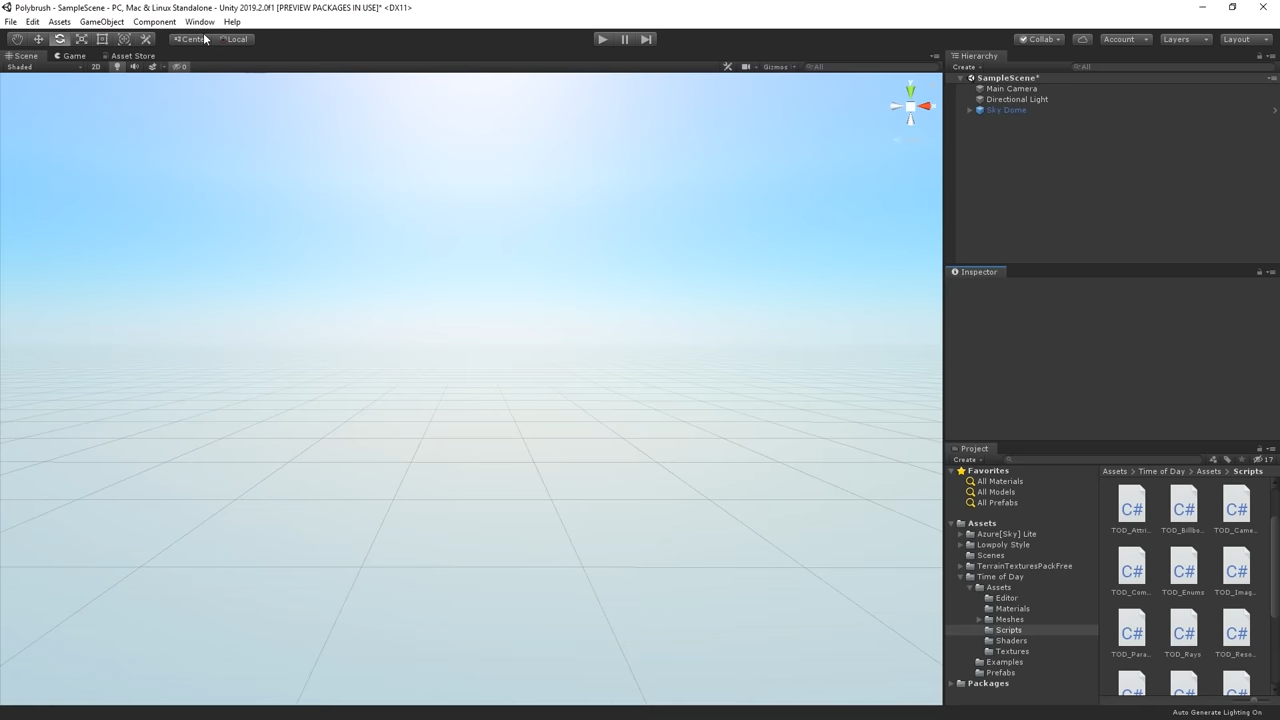 Polybrush - SampleScene - PC, Mac & Linux Standalone - Unity 2019.2.0f1 [PREVIEW PACKAGES IN USE]* <DX11>
File Edit Assets GameObject Component Window Help
Center Local
Collab Account Layers Layout
Scene Game Asset Store
Shaded 2D 0 Gizmos All
Hierarchy
Create All
SampleScene*
Main Camera
Directional Light
Sky Dome
y
Inspector
Project
Create 17
Favorites
All Materials
All Models
All Prefabs
Assets
Azure[Sky] Lite
Lowpoly Style
Scenes
TerrainTexturesPackFree
Time of Day
Assets
Editor
Materials
Meshes
Scripts
Shaders
Textures
Examples
Prefabs
Packages
Assets > Time of Day > Assets > Scripts
C# C# C#
TOD_Attri... TOD_Billbo... TOD_Came...
C# C# C#
TOD_Com... TOD_Enums TOD_Imag...
C# C# C#
TOD_Para... TOD_Rays TOD_Reso...
C# C# C#
Auto Generate Lighting On